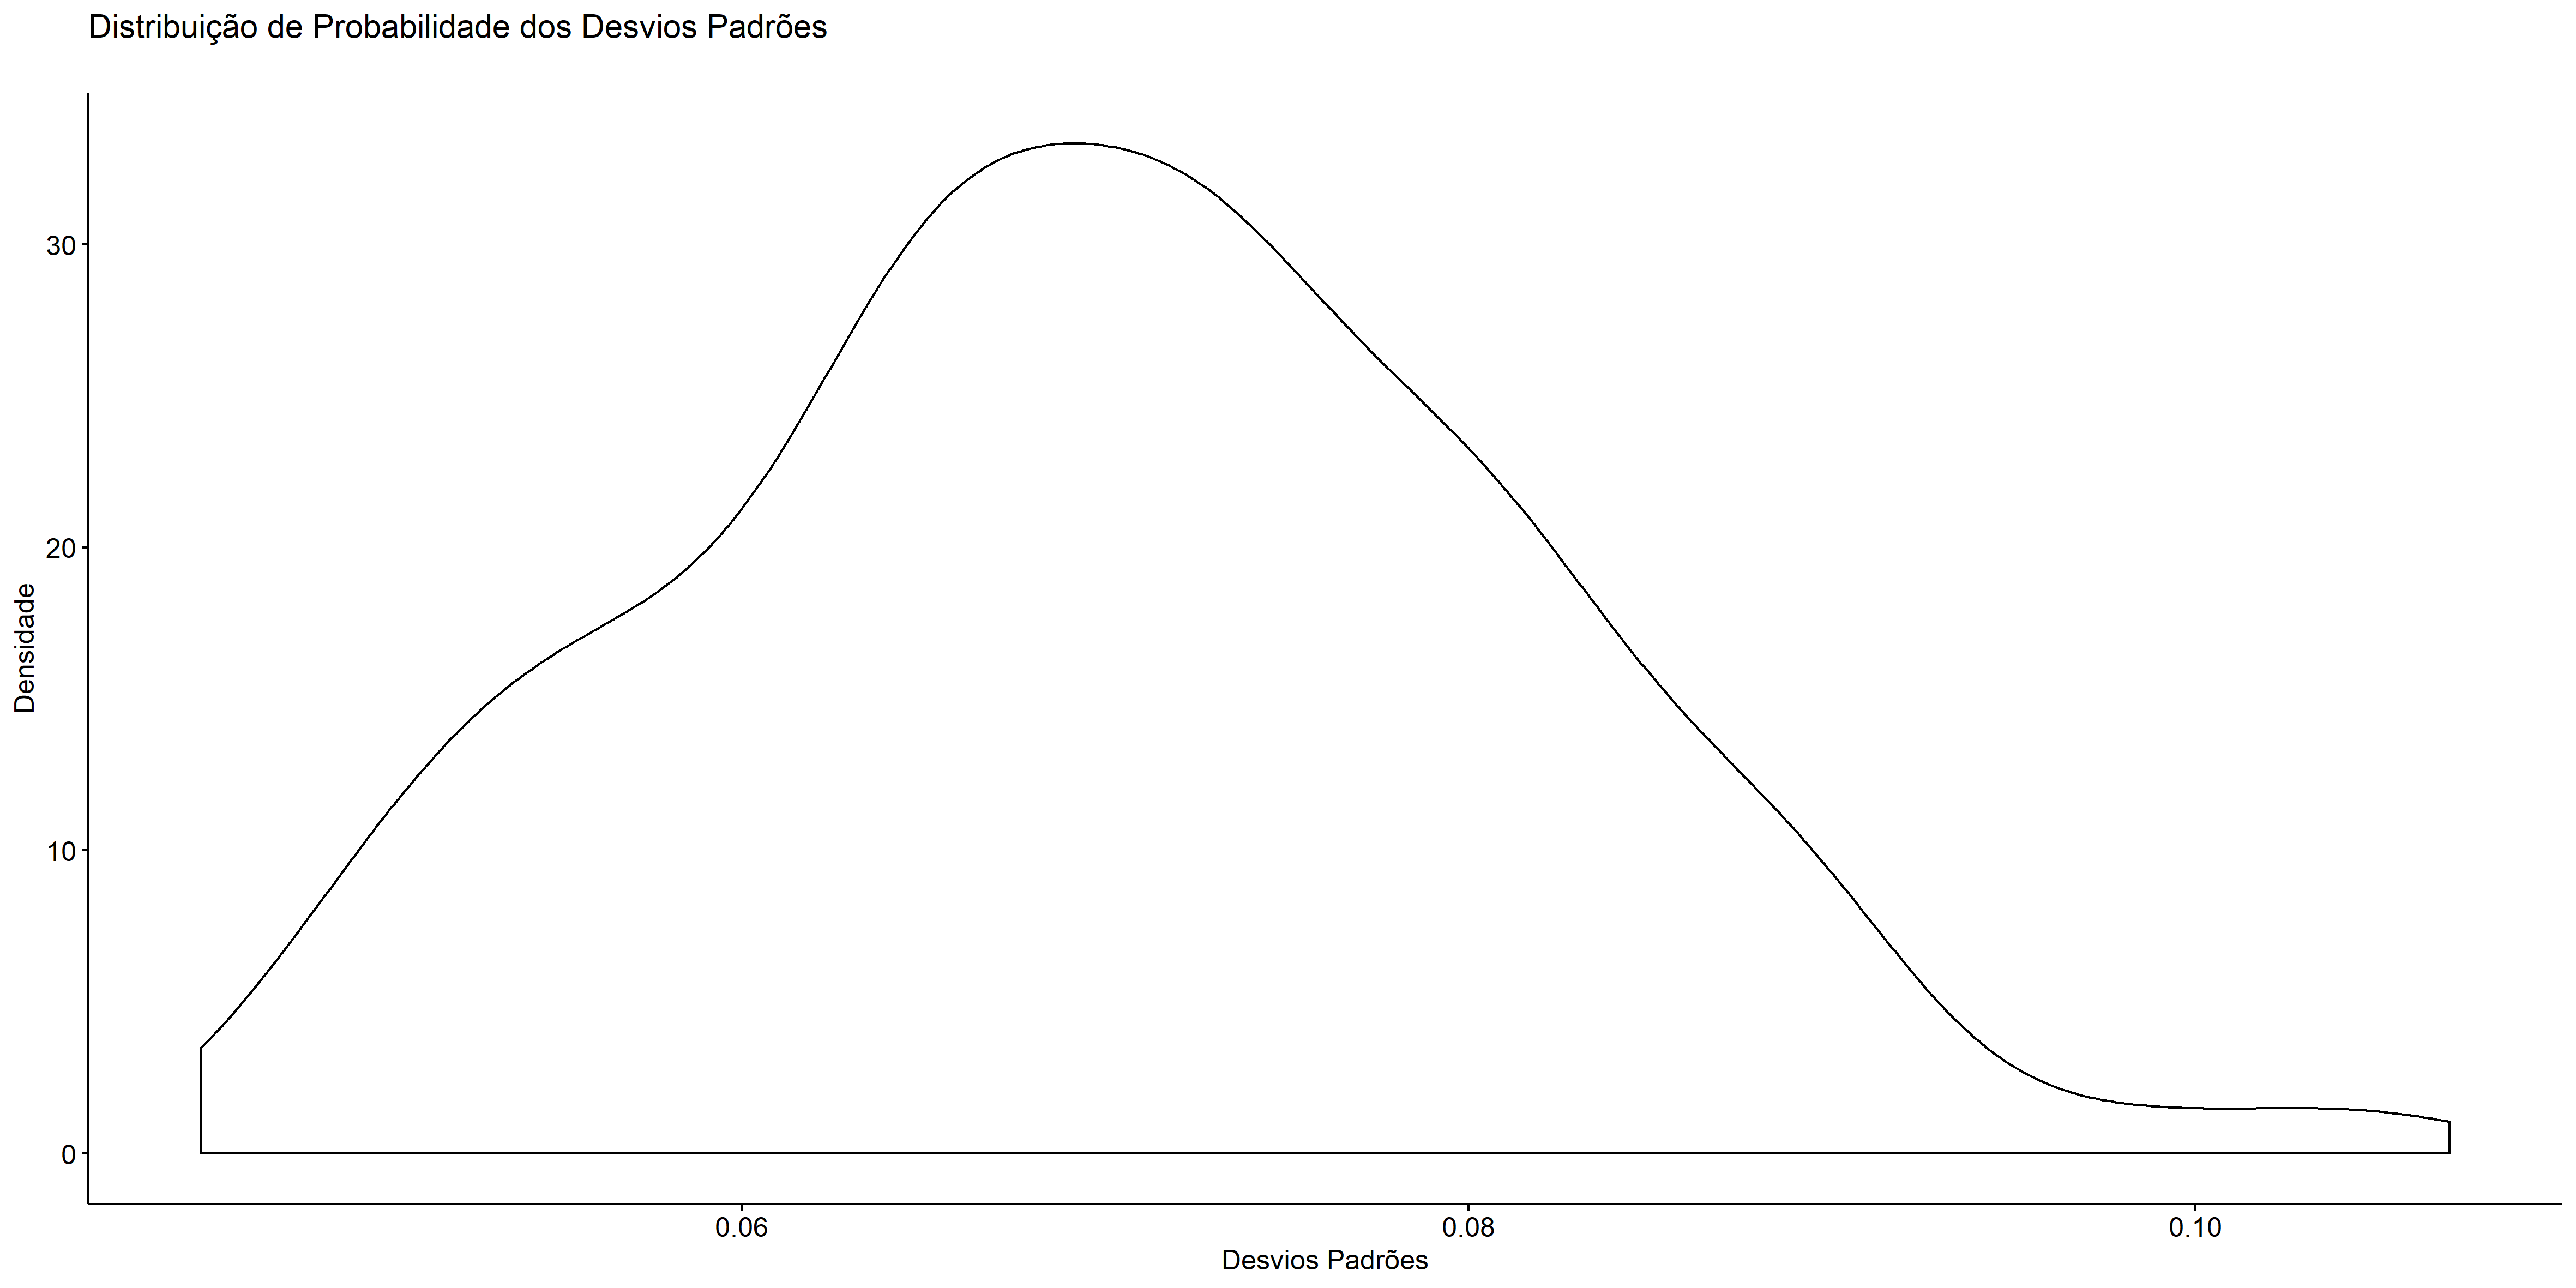 Distribuição de Probabilidade dos Desvios Padrões
30
20
10
0
Densidade
0.06 0.08 0.10
Desvios Padrões